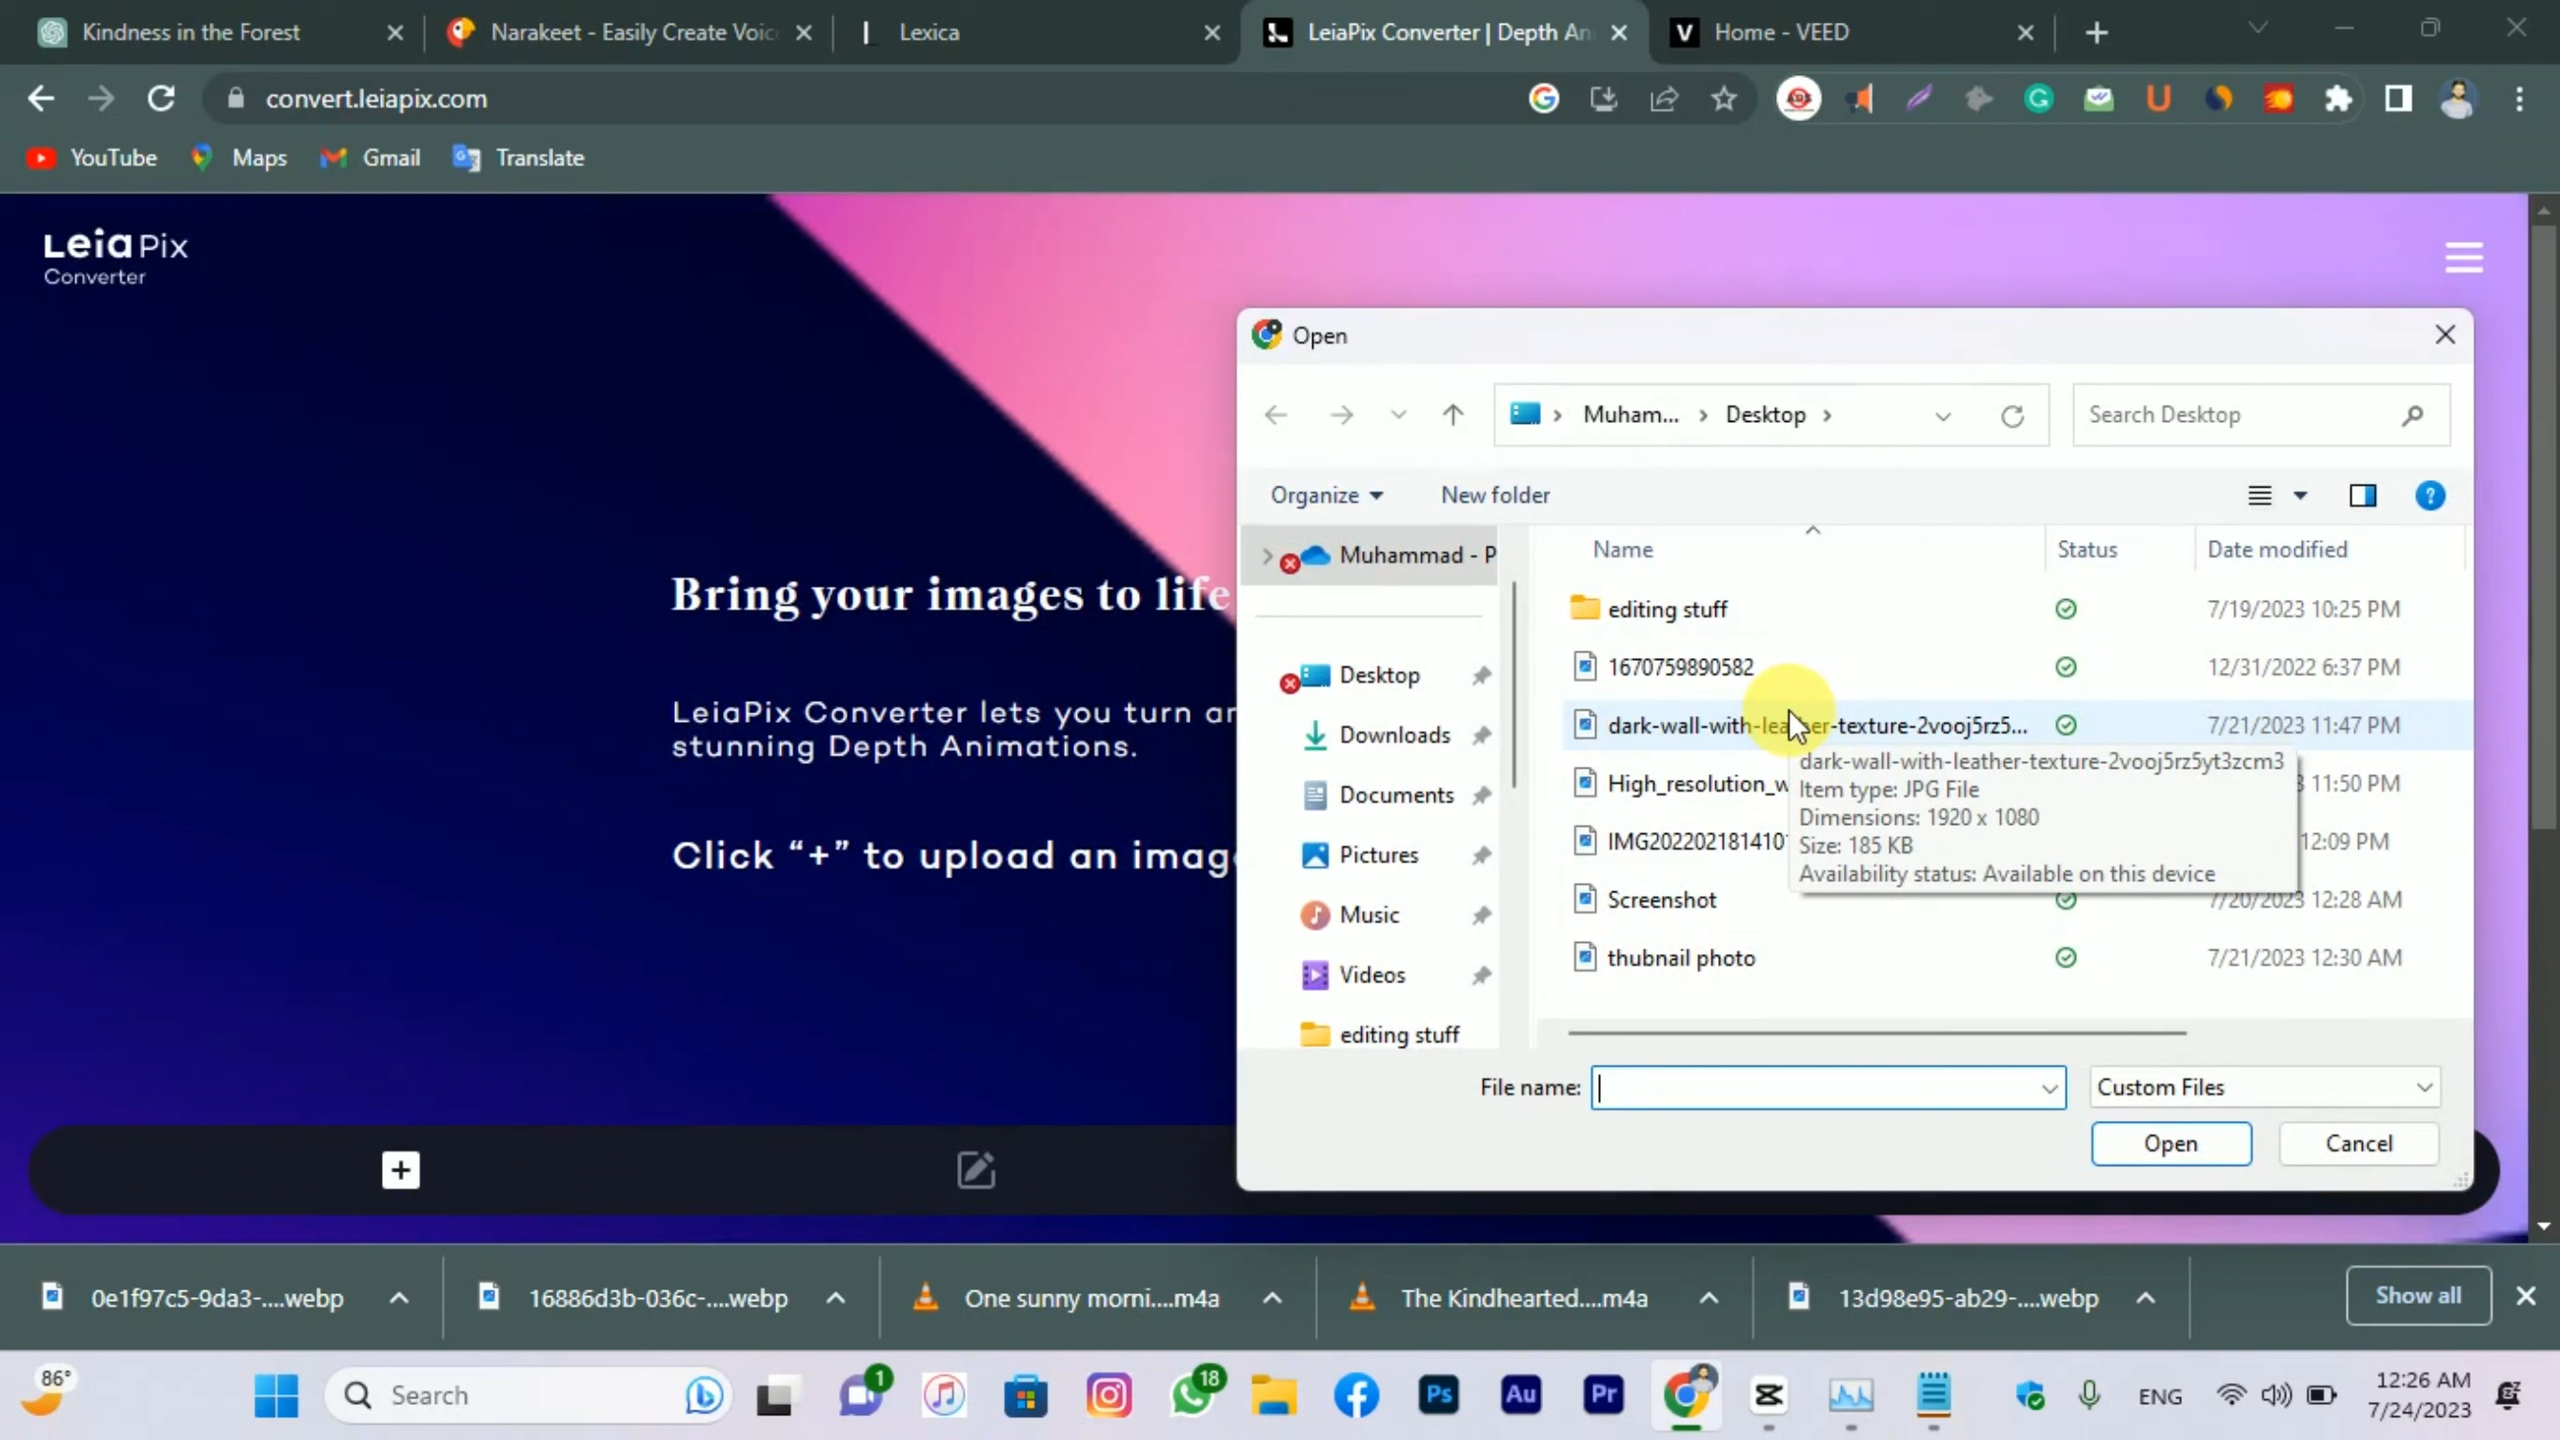 Kindness in the Forest
Narakeet - Easily Create Voic
Lexica
LeiaPix Converter | Depth An
Home - VEED
convert.leiapix.com
YouTube
Maps
Gmail
Translate
Leia Pix
Converter
Bring your images to life
LeiaPix Converter lets you turn an
stunning Depth Animations.
Click “+” to upload an image
Open
Muham...
Desktop
Search Desktop
Organize
New folder
Muhammad - P
Desktop
Downloads
Documents
Pictures
Music
Videos
editing stuff
Name Status Date modified
editing stuff 7/19/2023 10:25 PM
1670759890582 12/31/2022 6:37 PM
dark-wall-with-leather-texture-2vooj5rz5... 7/21/2023 11:47 PM
High_resolution_w 11:50 PM
IMG2022021814101 12:09 PM
Screenshot 7/20/2023 12:28 AM
thubnail photo 7/21/2023 12:30 AM
dark-wall-with-leather-texture-2vooj5rz5yt3zcm3
Item type: JPG File
Dimensions: 1920 x 1080
Size: 185 KB
Availability status: Available on this device
File name:
Custom Files
Open
Cancel
0e1f97c5-9da3-....webp
16886d3b-036c-....webp
One sunny morni....m4a
The Kindhearted....m4a
13d98e95-ab29-....webp
Show all
86°
Search
1
18
Ps
Au
Pr
ENG
12:26 AM
7/24/2023